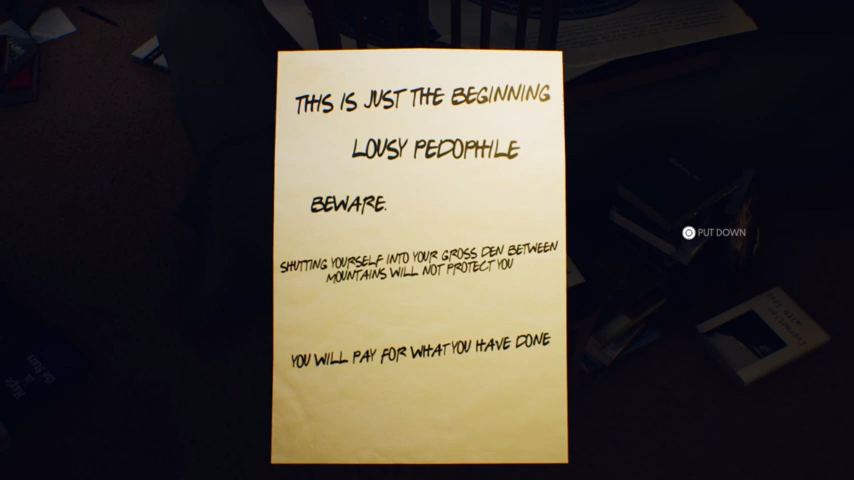 THIS IS JUST THE BEGINNING
LOUSY PEDOPHILE
BEWARE.
SHUTTING YOURSELF INTO YOUR GROSS DEN BETWEEN
MOUNTAINS WILL NOT PROTECT YOU
YOU WILL PAY FOR WHAT YOU HAVE DONE
PUT DOWN